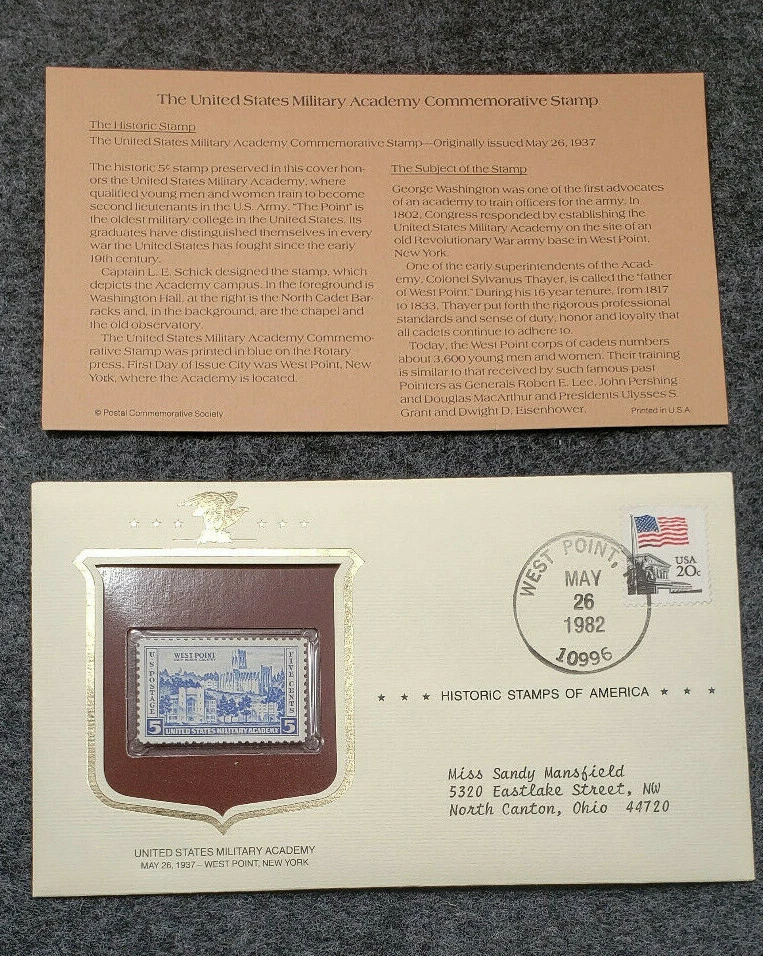 The United States Military Academy Commemorative Stamp
The Historic Stamp
The United States Military Academy Commemorative Stamp—Originally issued May 26, 1937
The historic 5¢ stamp preserved in this cover hon-
ors the United States Military Academy, where
qualified young men and women train to become
second lieutenants in the U.S. Army. "The Point" is
the oldest military college in the United States. Its
graduates have distinguished themselves in every
war the United States has fought since the early
19th century.
Captain L. E. Schick designed the stamp, which
depicts the Academy campus. In the foreground is
Washington Hall, at the right is the North Cadet Bar-
racks and, in the background, are the chapel and
the old observatory.
The United States Military Academy Commemo-
rative Stamp was printed in blue on the Rotary
press. First Day of Issue City was West Point, New
York, where the Academy is located.
© Postal Commemorative Society
The Subject of the Stamp
George Washington was one of the first advocates
of an academy to train officers for the army. In
1802, Congress responded by establishing the
United States Military Academy on the site of an
old Revolutionary War army base in West Point,
New York.
One of the early superintendents of the Acad-
emy, Colonel Sylvanus Thayer, is called the "father
of West Point." During his 16 year tenure, from 1817
to 1833, Thayer put forth the rigorous professional
standards and sense of duty, honor and loyalty that
all cadets continue to adhere to.
Today, the West Point corps of cadets numbers
about 3,600 young men and women. Their training
is similar to that received by such famous past
Pointers as Generals Robert E. Lee, John Pershing
and Douglas MacArthur and Presidents Ulysses S.
Grant and Dwight D. Eisenhower.
Printed in U.S.A.
WEST POINT,
MAY
26
1982
10996
USA
20c
WEST POINT
U.S. POSTAGE
FIVE CENTS
5 UNITED STATES MILITARY ACADEMY 5
★ ★ ★ HISTORIC STAMPS OF AMERICA ★ ★ ★
Miss Sandy Mansfield
5320 Eastlake Street, NW
North Canton, Ohio 44720
UNITED STATES MILITARY ACADEMY
MAY 26, 1937—WEST POINT, NEW YORK